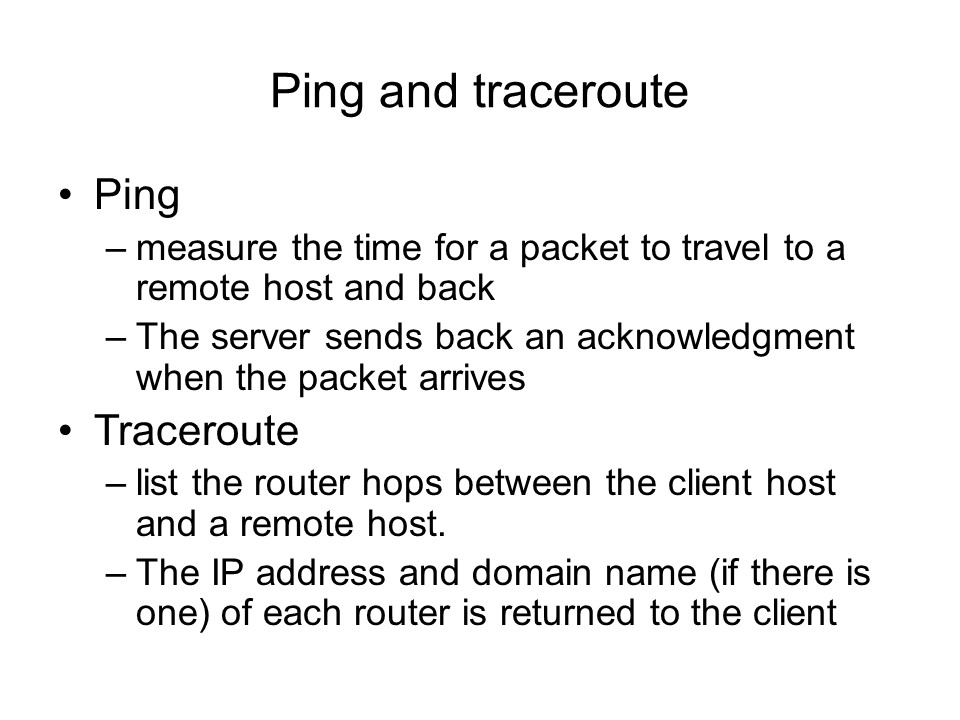 Ping and traceroute
• Ping
– measure the time for a packet to travel to a
remote host and back
– The server sends back an acknowledgment
when the packet arrives
• Traceroute
– list the router hops between the client host
and a remote host.
– The IP address and domain name (if there is
one) of each router is returned to the client